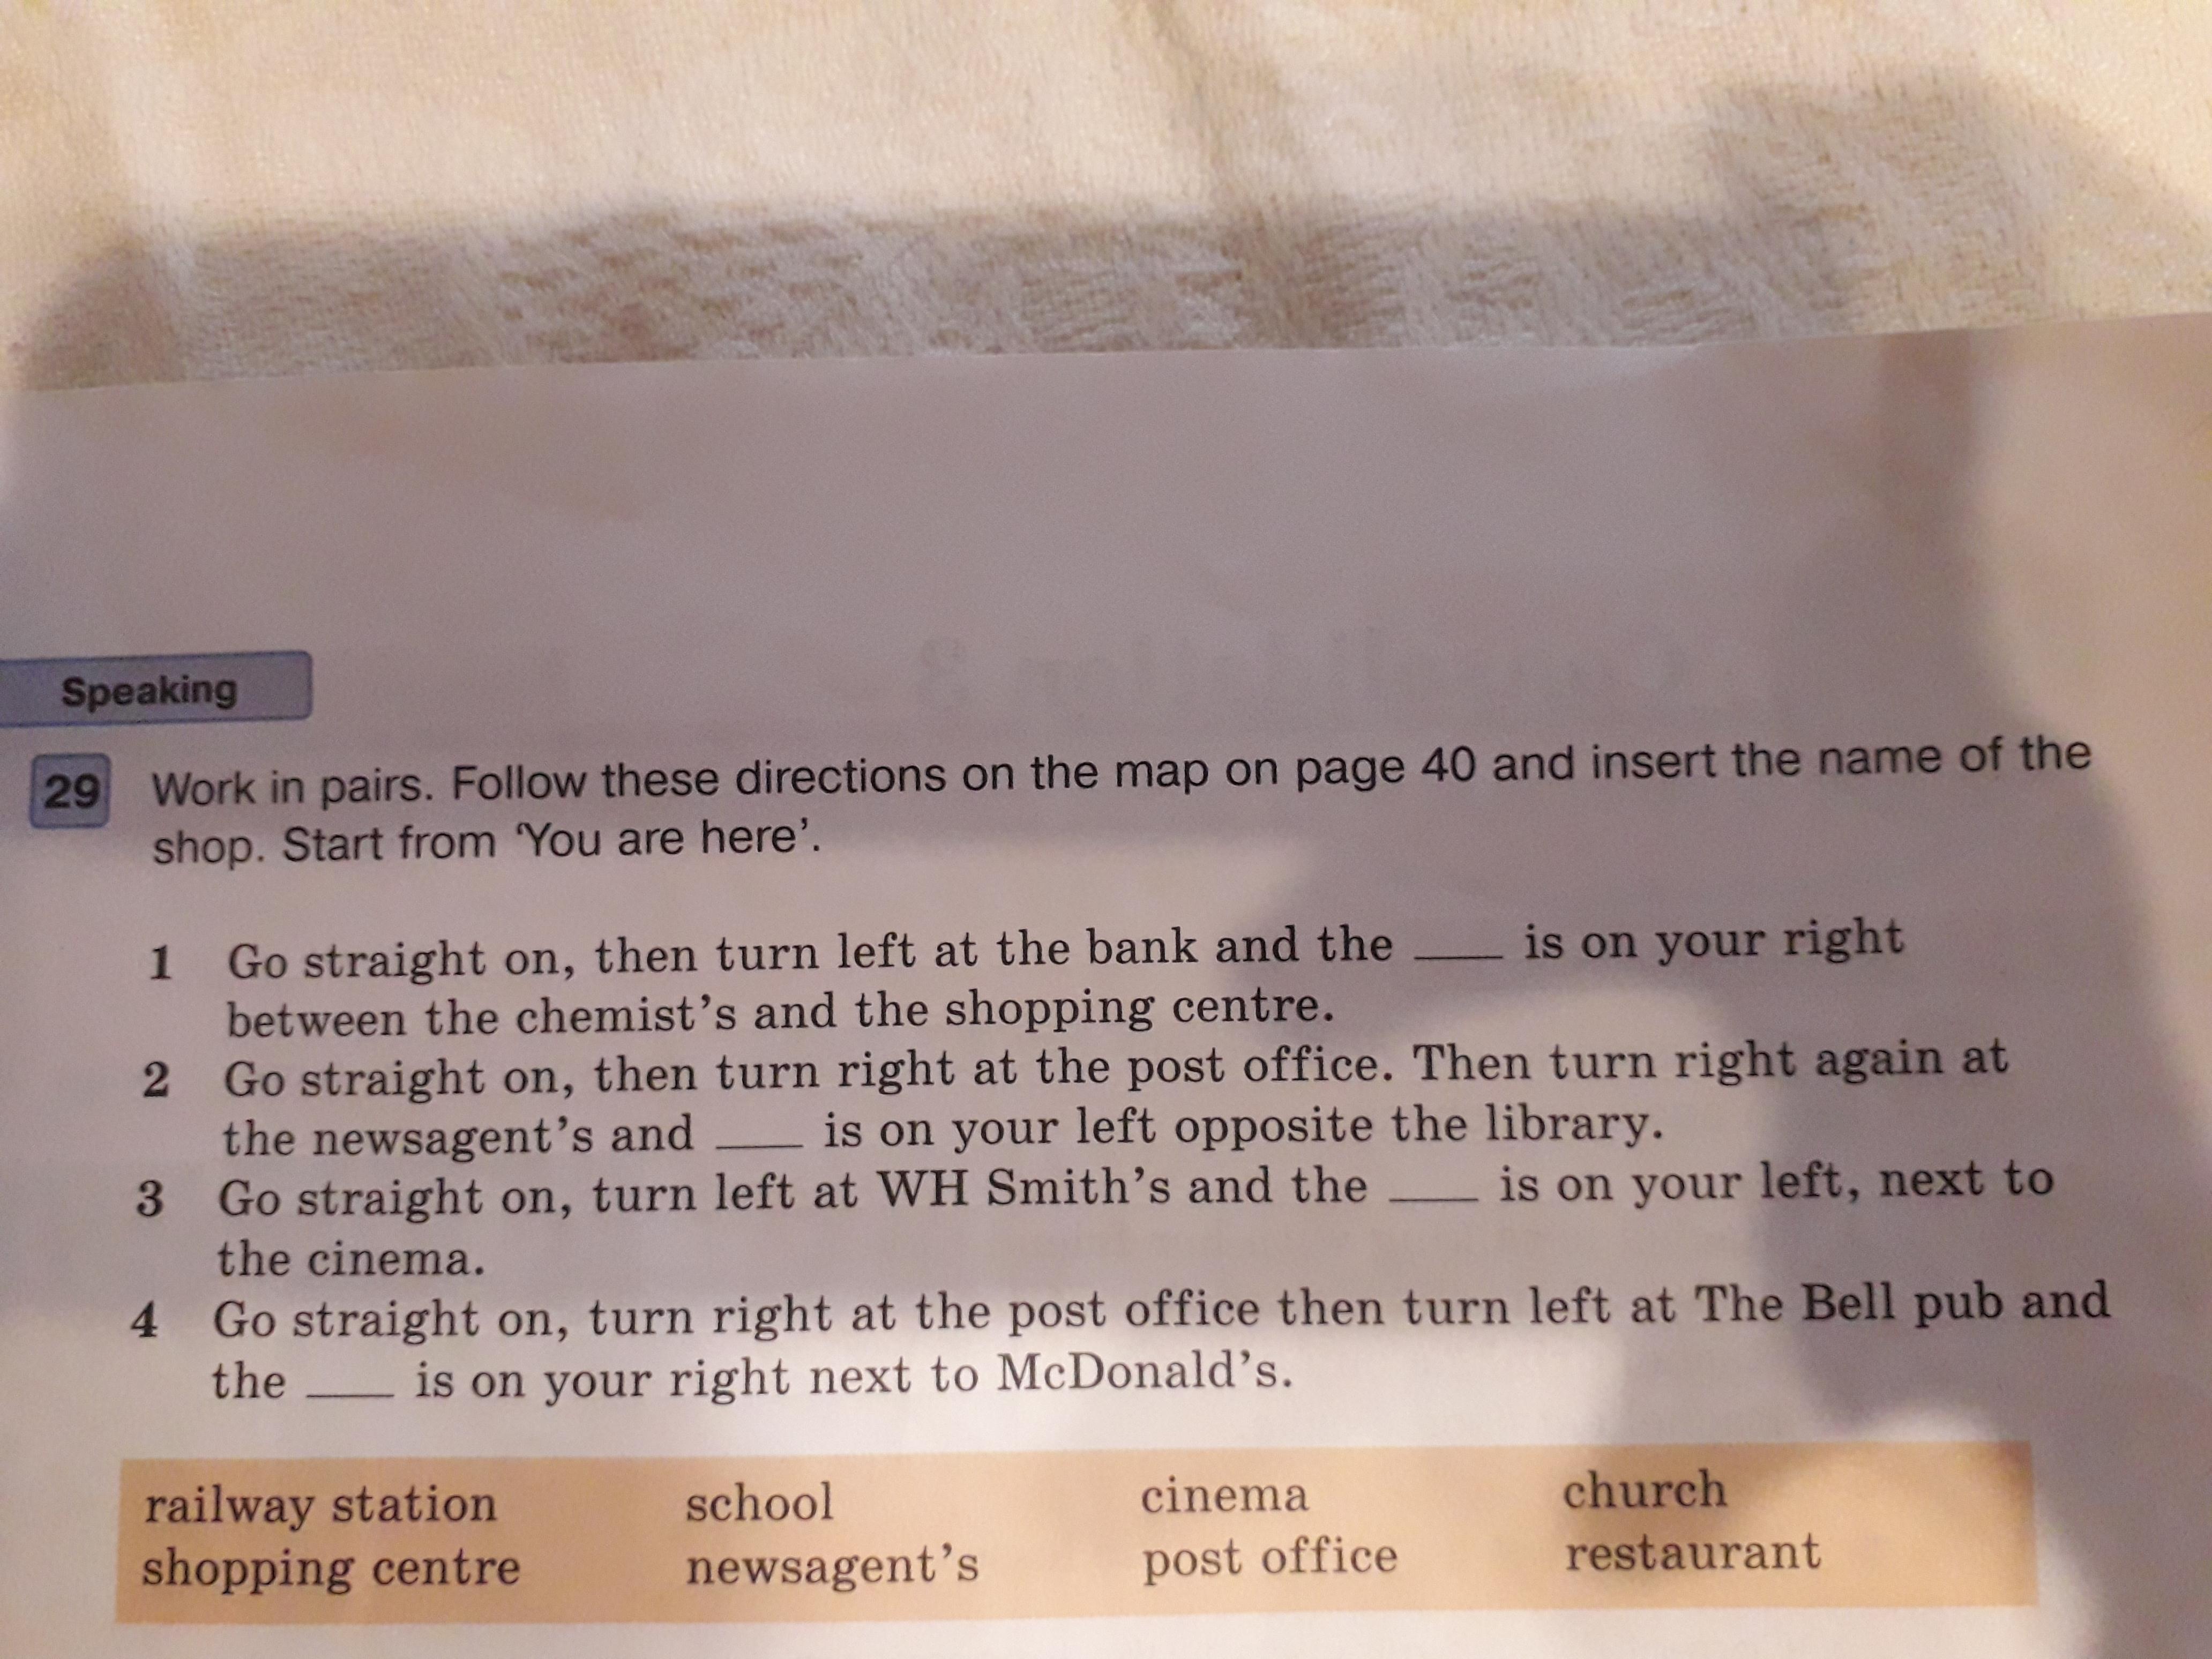 Speaking
29 Work in pairs. Follow these directions on the map on page 40 and insert the name of the
shop. Start from ‘You are here’.
1 Go straight on, then turn left at the bank and the ___ is on your right
between the chemist’s and the shopping centre.
2 Go straight on, then turn right at the post office. Then turn right again at
the newsagent’s and ___ is on your left opposite the library.
3 Go straight on, turn left at WH Smith’s and the ___ is on your left, next to
the cinema.
4 Go straight on, turn right at the post office then turn left at The Bell pub and
the ___ is on your right next to McDonald’s.
railway station school cinema church
shopping centre newsagent’s post office restaurant